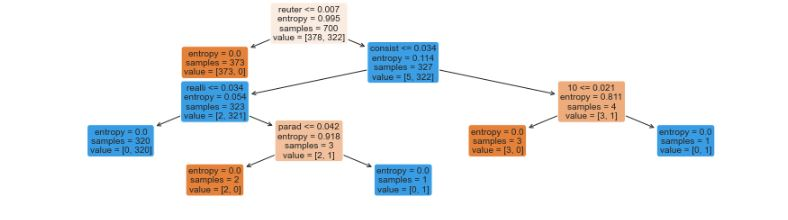 reuter <= 0.007
entropy = 0.995
samples = 700
value = [378, 322]
entropy = 0.0
samples = 373
value = [373, 0]
consist <= 0.034
entropy = 0.114
samples = 327
value = [5, 322]
realli <= 0.034
entropy = 0.054
samples = 323
value = [2, 321]
10 <= 0.021
entropy = 0.811
samples = 4
value = [3, 1]
entropy = 0.0
samples = 320
value = [0, 320]
parad <= 0.042
entropy = 0.918
samples = 3
value = [2, 1]
entropy = 0.0
samples = 3
value = [3, 0]
entropy = 0.0
samples = 1
value = [0, 1]
entropy = 0.0
samples = 2
value = [2, 0]
entropy = 0.0
samples = 1
value = [0, 1]